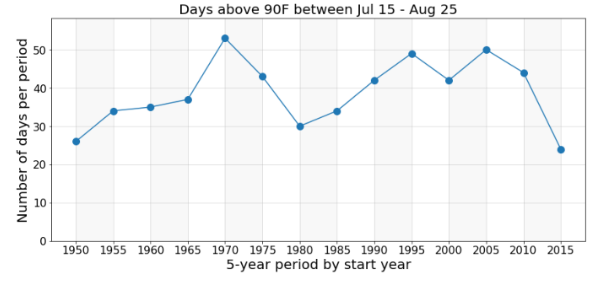 Days above 90F between Jul 15 - Aug 25
Number of days per period
50
40
30
20
10
0
1950 1955 1960 1965 1970 1975 1980 1985 1990 1995 2000 2005 2010 2015
5-year period by start year